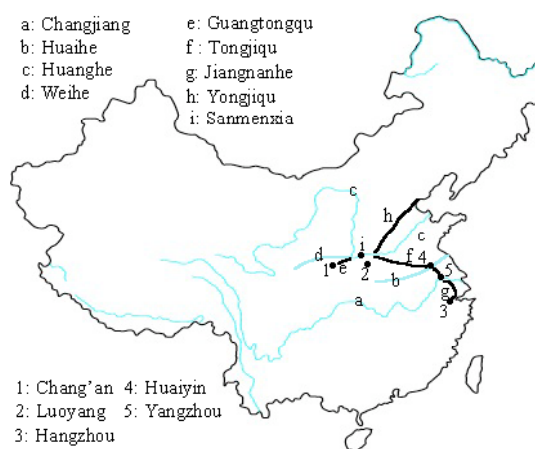 a: Changjiang
b: Huaihe
c: Huanghe
d: Weihe
e: Guangtongqu
f : Tongjiqu
g: Jiangnanhe
h: Yongjiqu
i: Sanmenxia
c
h
c
d
i
f
4
1
e
2
b
5
g
a
3
1: Chang'an
2: Luoyang
3: Hangzhou
4: Huaiyin
5: Yangzhou